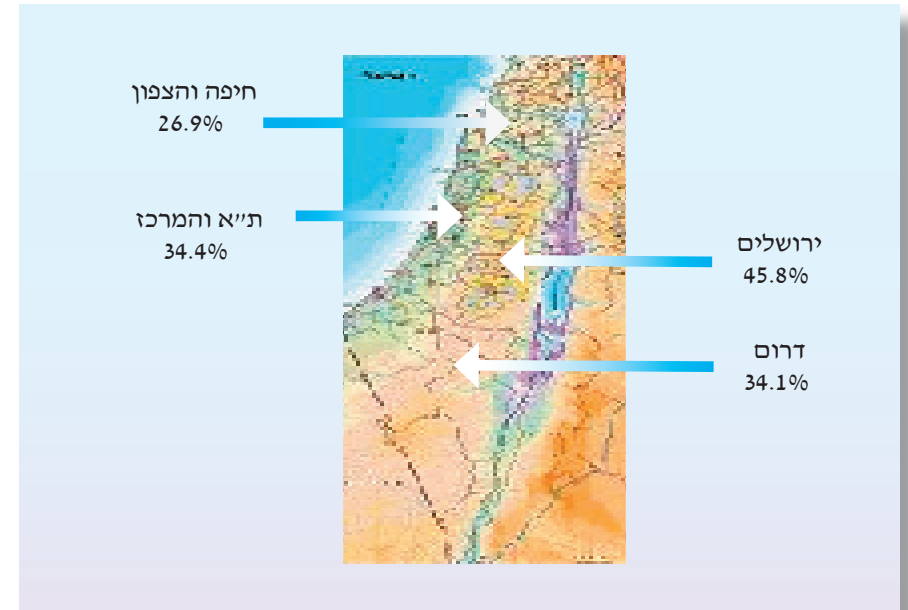 חיפה והצפון
26.9%
ת״א והמרכז
34.4%
ירושלים
45.8%
דרום
34.1%